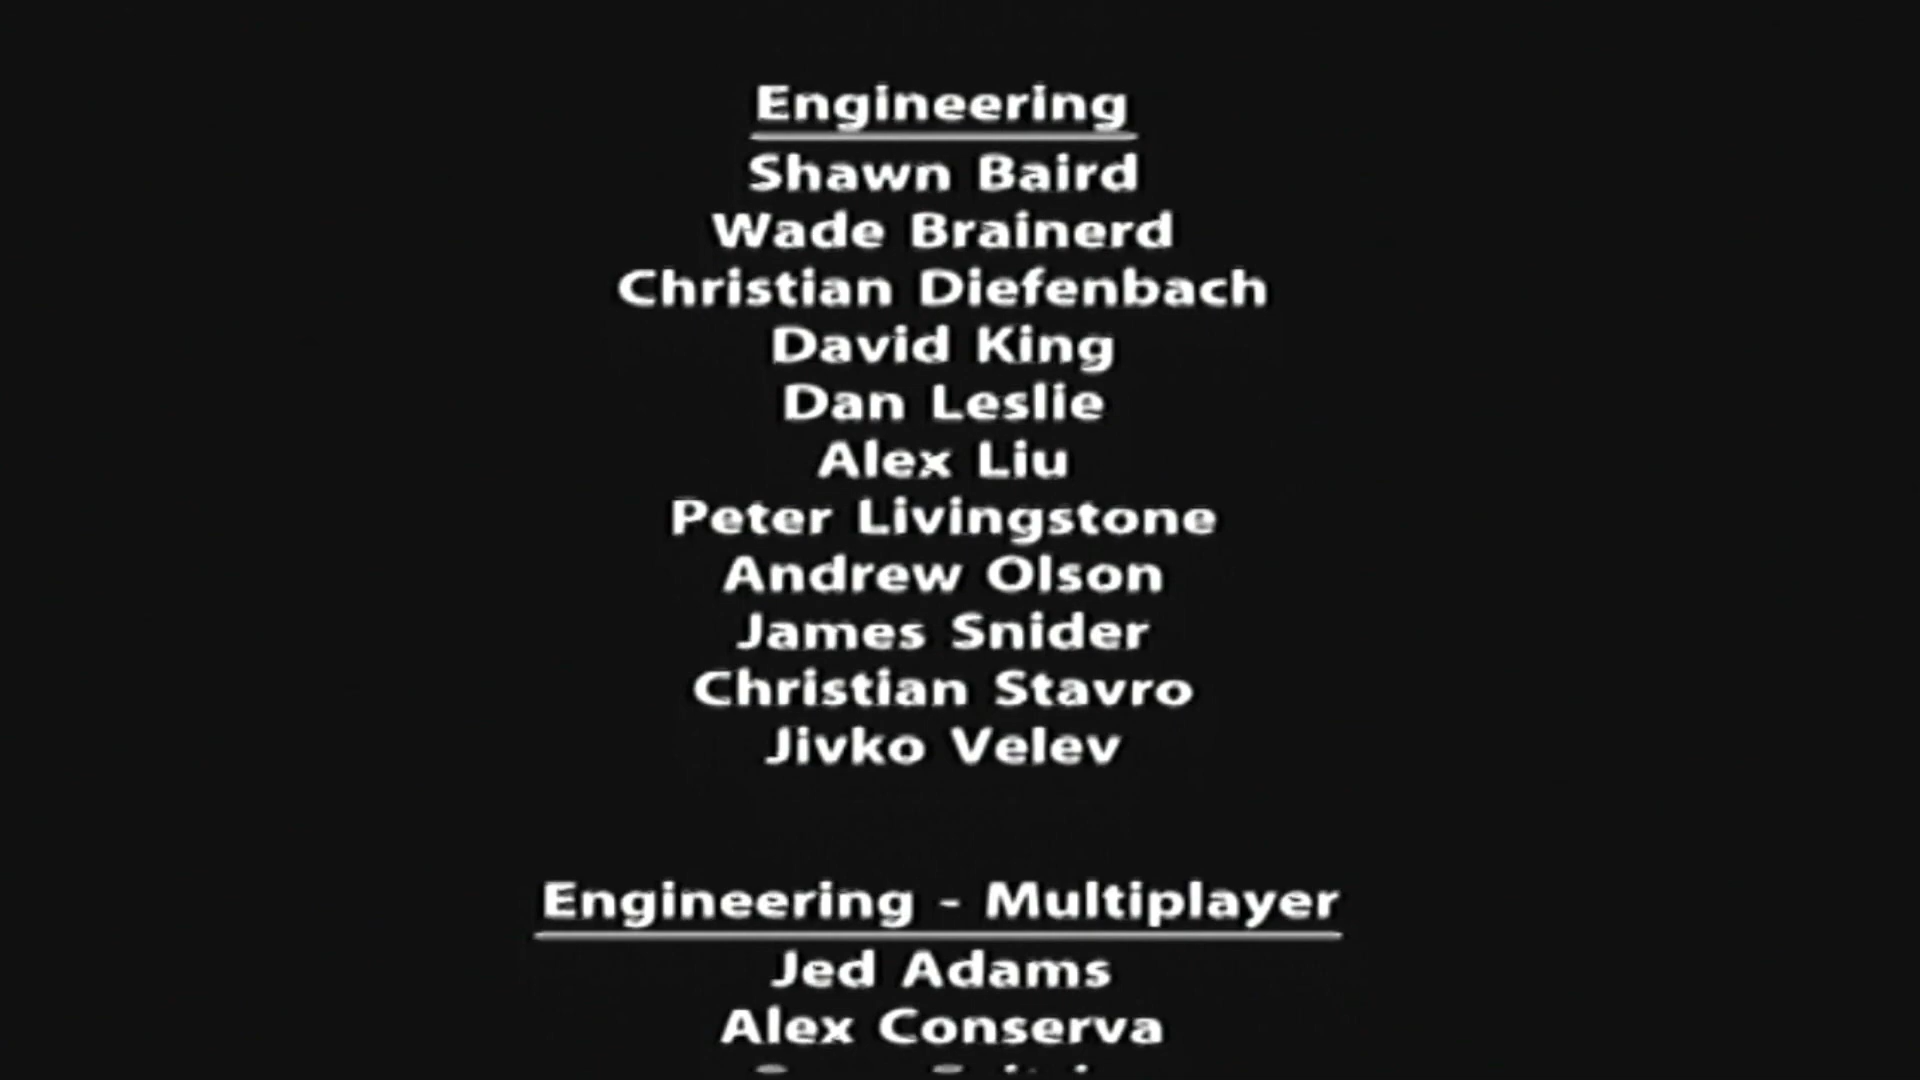 Engineering
Shawn Baird
Wade Brainerd
Christian Diefenbach
David King
Dan Leslie
Alex Liu
Peter Livingstone
Andrew Olson
James Snider
Christian Stavro
Jivko Velev
Engineering - Multiplayer
Jed Adams
Alex Conserva